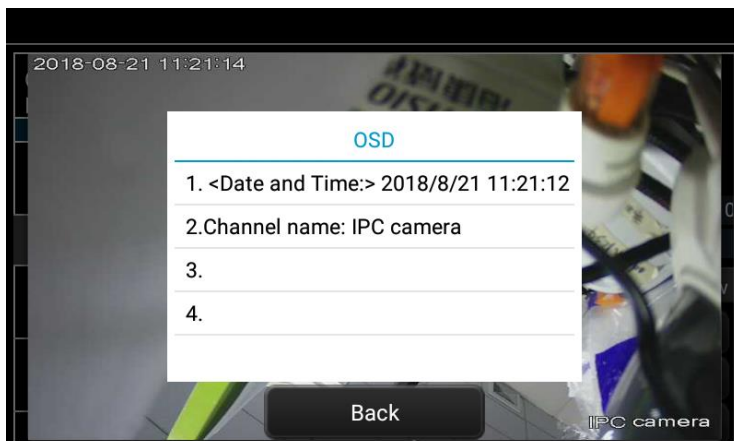 2018-08-21 11:21:14
OSD
1. <Date and Time:> 2018/8/21 11:21:12
2.Channel name: IPC camera
3.
4.
Back
IPC camera